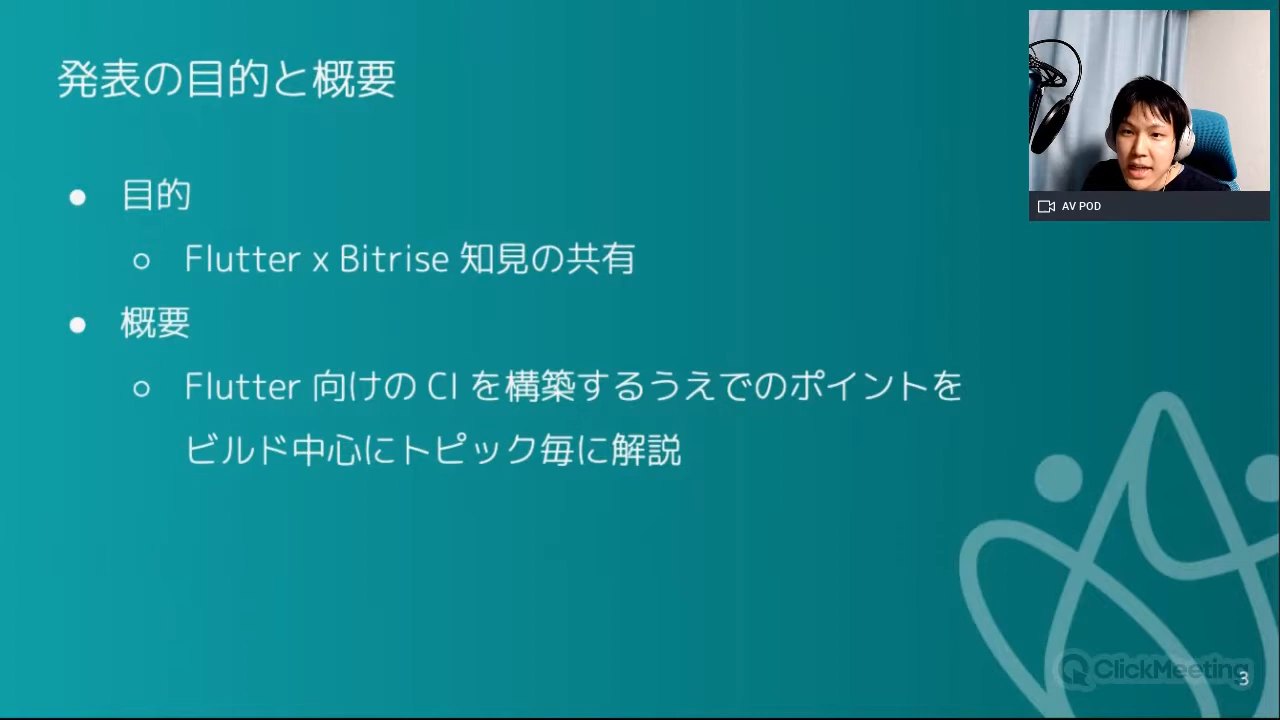 発表の目的と概要
AV POD
● 目的
○ Flutter x Bitrise 知見の共有
● 概要
○ Flutter 向けの CI を構築するうえでのポイントを
ビルド中心にトピック毎に解説
ClickMeeting
3